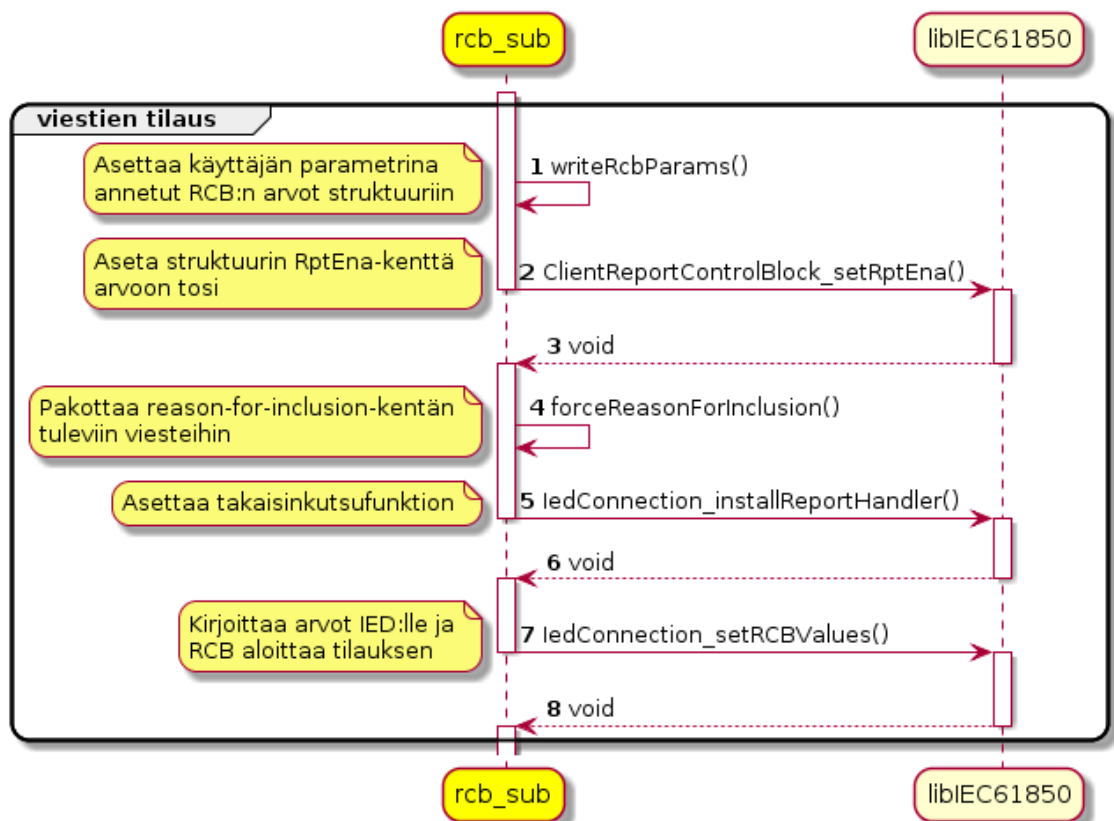 rcb_sub
libIEC61850
viestien tilaus
Asettaa käyttäjän parametrina
annetut RCB:n arvot struktuuriin
1 writeRcbParams()
Aseta struktuurin RptEna-kenttä
arvoon tosi
2 ClientReportControlBlock_setRptEna()
3 void
Pakottaa reason-for-inclusion-kentän
tuleviin viesteihin
4 forceReasonForInclusion()
Asettaa takaisinkutsufunktion
5 IedConnection_installReportHandler()
6 void
Kirjoittaa arvot IED:lle ja
RCB aloittaa tilauksen
7 IedConnection_setRCBValues()
8 void
rcb_sub
libIEC61850